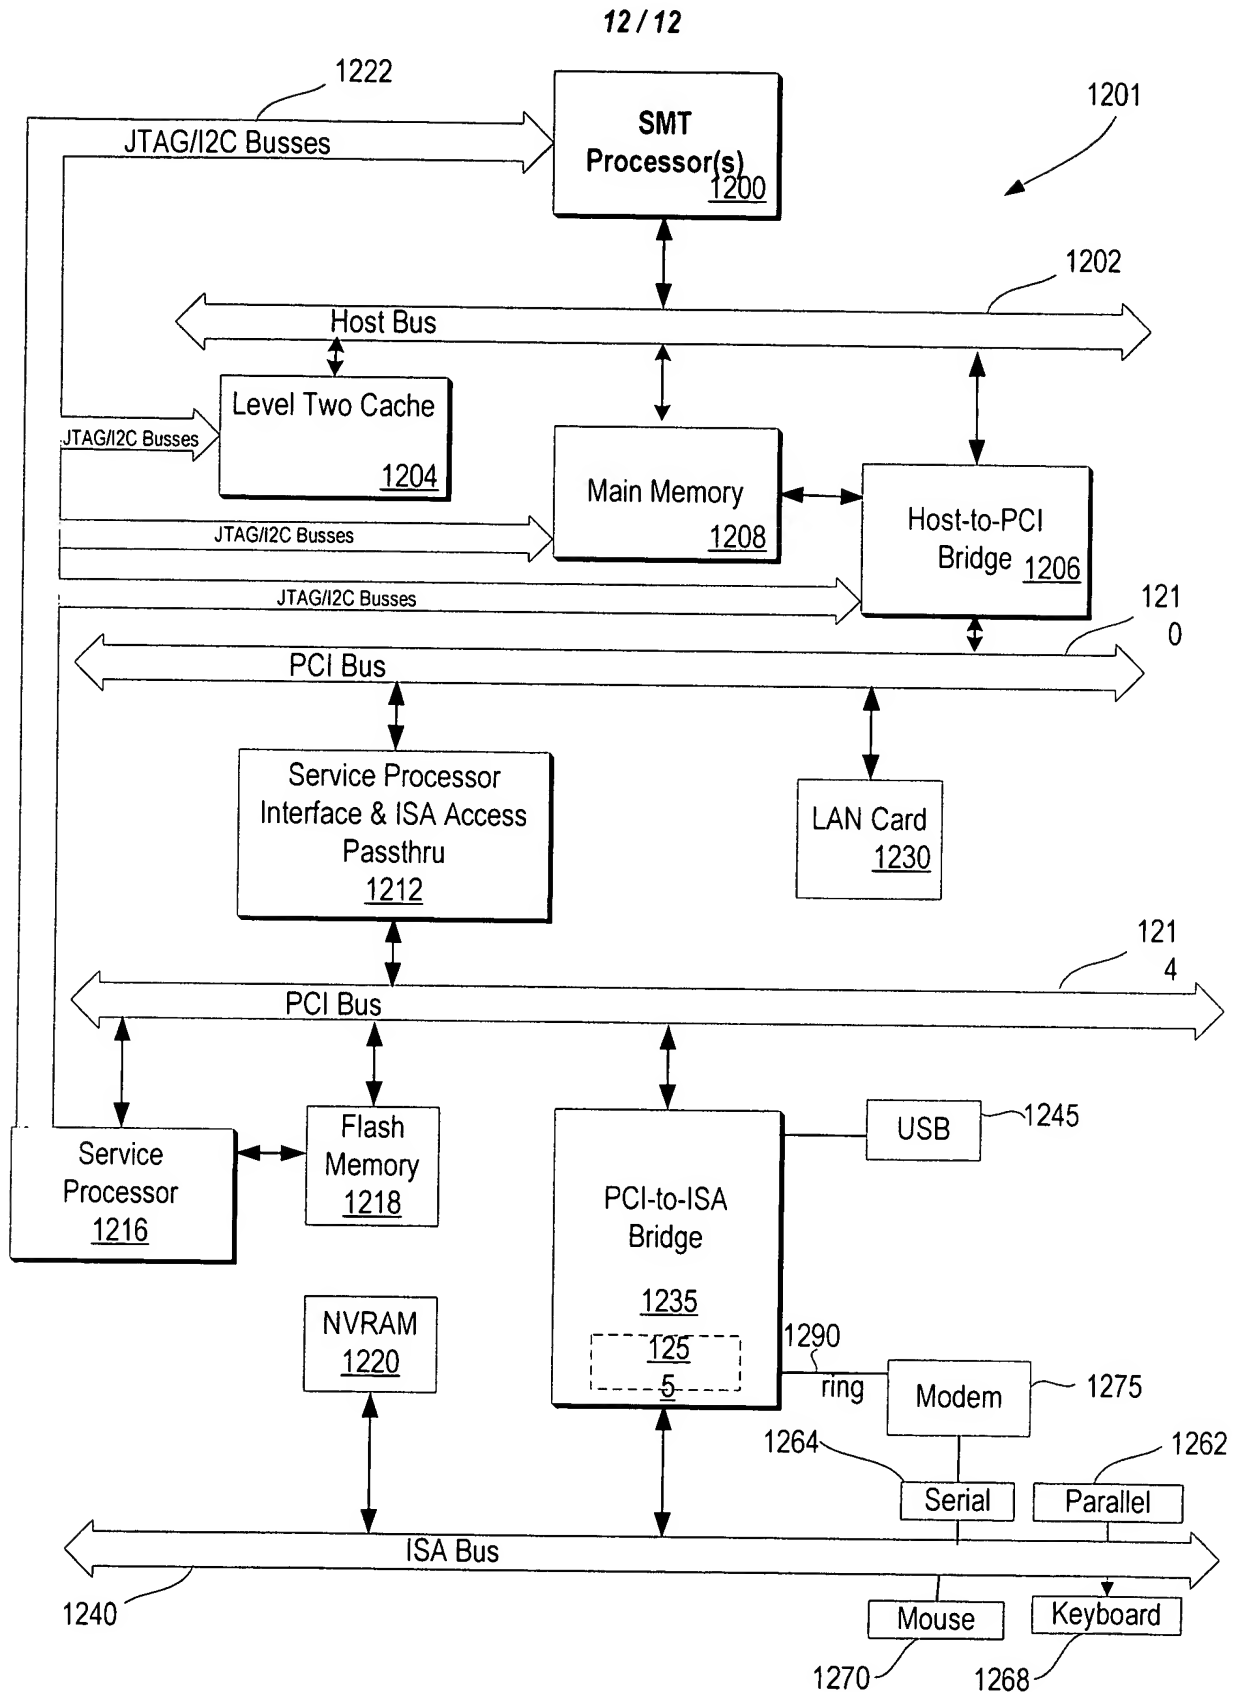 12 / 12
1222
1201
JTAG/I2C Busses
SMT
Processor(s)
1200
1202
Host Bus
Level Two Cache
1204
JTAG/I2C Busses
Main Memory
1208
Host-to-PCI
Bridge
1206
JTAG/I2C Busses
JTAG/I2C Busses
121
0
PCI Bus
Service Processor
Interface & ISA Access
Passthru
1212
LAN Card
1230
121
4
PCI Bus
Service
Processor
1216
Flash
Memory
1218
USB
1245
PCI-to-ISA
Bridge
1235
125
5
NVRAM
1220
1290
ring
Modem
1275
1264
1262
Serial
Parallel
ISA Bus
1240
Mouse
Keyboard
1270
1268